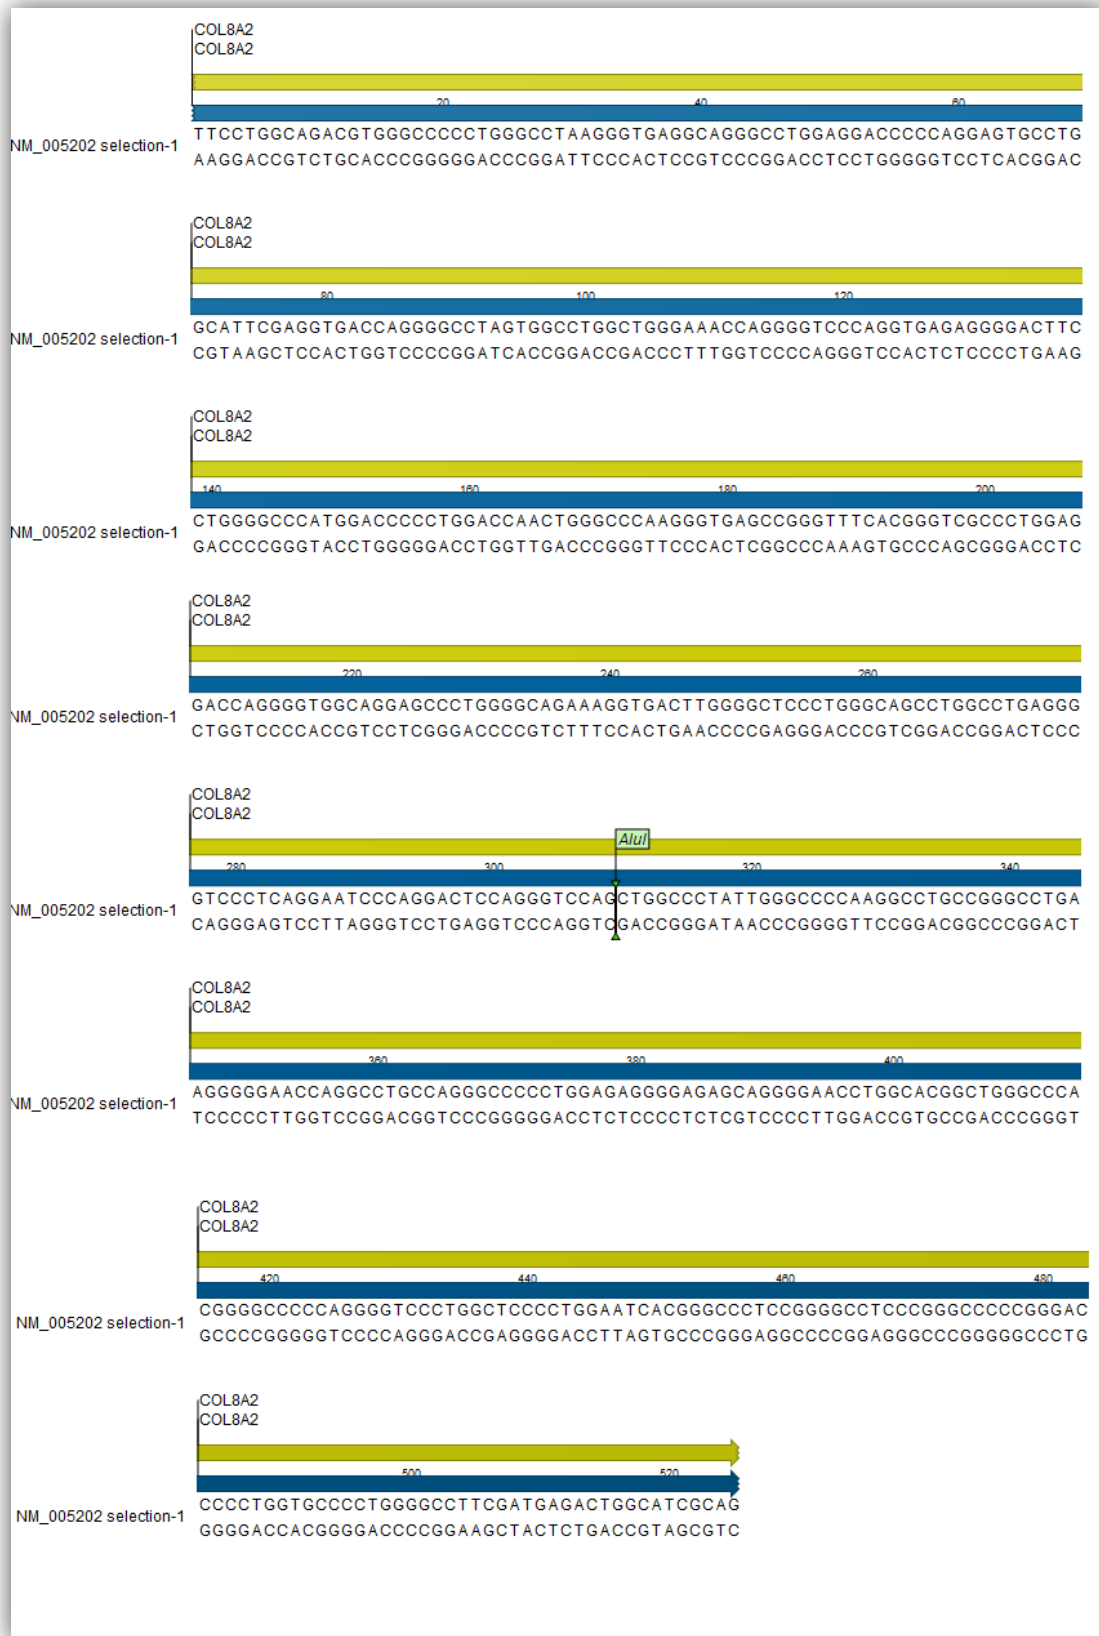 COL8A2
COL8A2
20 40 60
TTCCTGGCAGACGTGGGCCCCCTGGGCCTAAGGGTGAGGCAGGGCCTGGAGGACCCCCAGGAGTGCCTG
NM_005202 selection-1
AAGGACCGTCTGCACCCGGGGGACCCGGATTCCCACTCCGTCCCGGACCTCCTGGGGGTCCTCACGGAC
COL8A2
COL8A2
80 100 120
GCATTCGAGGTGACCAGGGGCCTAGTGGCCTGGCTGGGAAACCAGGGGTCCCAGGTGAGAGGGGACTTC
NM_005202 selection-1
CGTAAGCTCCACTGGTCCCCGGATCACCGGACCGACCCTTTGGTCCCCAGGGTCCACTCTCCCCTGAAG
COL8A2
COL8A2
140 160 180 200
CTGGGGCCCATGGACCCCCTGGACCAACTGGGCCCAAGGGTGAGCCGGGTTTCACGGGTCGCCCTGGAG
NM_005202 selection-1
GACCCCGGGTACCTGGGGGACCTGGTTGACCCGGGTTCCCACTCGGCCCAAAGTGCCCAGCGGGACCTC
COL8A2
COL8A2
220 240 260
GACCAGGGGTGGCAGGAGCCCTGGGGCAGAAAGGTGACTTGGGGCTCCCTGGGCAGCCTGGCCTGAGGG
NM_005202 selection-1
CTGGTCCCCACCGTCCTCGGGACCCCGTCTTTCCACTGAACCCCGAGGGACCCGTCGGACCGGACTCCC
COL8A2
COL8A2
AluI
280 300 320 340
GTCCCTCAGGAATCCCAGGACTCCAGGGTCCAGCTGGCCCTATTGGGCCCCAAGGCCTGCCGGGCCTGA
NM_005202 selection-1
CAGGGAGTCCTTAGGGTCCTGAGGTCCCAGGTCGACCGGGATAACCCGGGGTTCCGGACGGCCCGGACT
COL8A2
COL8A2
360 380 400
AGGGGGAACCAGGCCTGCCAGGGCCCCCTGGAGAGGGGAGAGCAGGGGAACCTGGCACGGCTGGGCCCA
NM_005202 selection-1
TCCCCCTTGGTCCGGACGGTCCCGGGGGACCTCTCCCCTCTCGTCCCCTTGGACCGTGCCGACCCGGGT
COL8A2
COL8A2
420 440 460 480
CGGGGCCCCCAGGGGTCCCTGGCTCCCCTGGAATCACGGGCCCTCCGGGGCCTCCCGGGCCCCCGGGAC
NM_005202 selection-1
GCCCCGGGGGTCCCCAGGGACCGAGGGGACCTTAGTGCCCGGGAGGCCCCGGAGGGCCCGGGGGCCCTG
COL8A2
COL8A2
500 520
CCCCTGGTGCCCCTGGGGCCTTCGATGAGACTGGCATCGCAG
NM_005202 selection-1
GGGGACCACGGGGACCCCGGAAGCTACTCTGACCGTAGCGTC